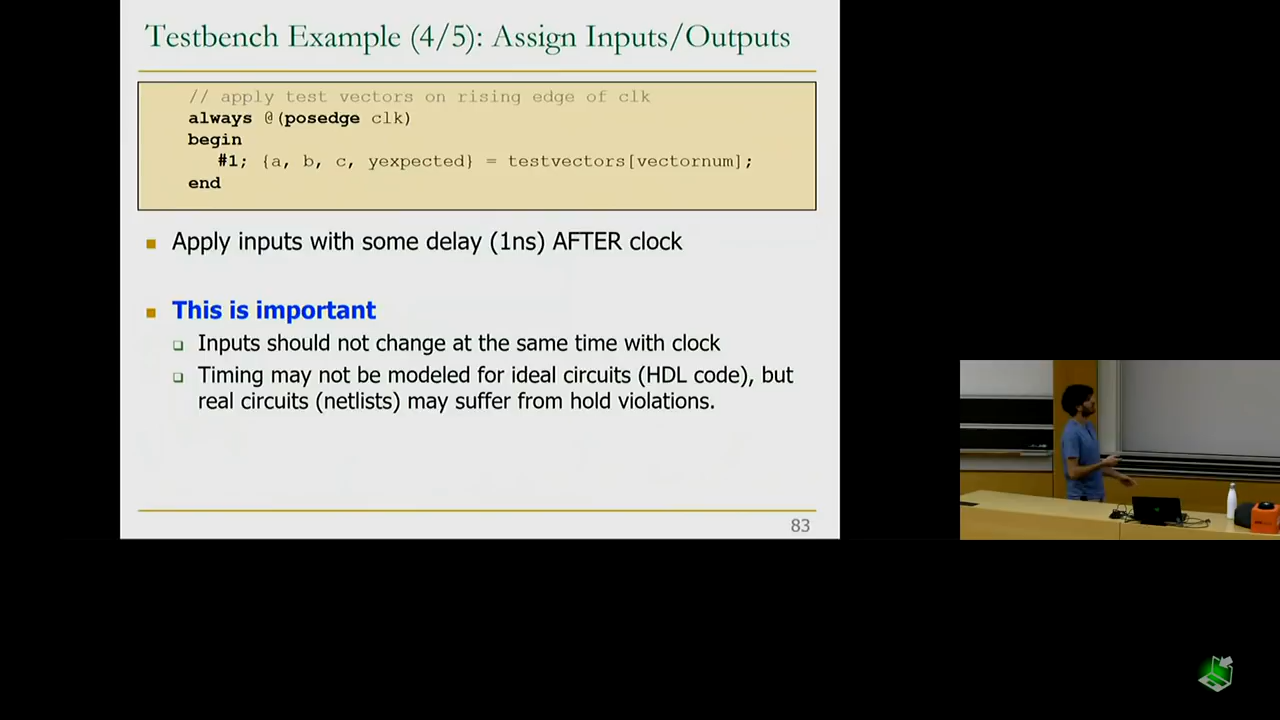 Testbench Example (4/5): Assign Inputs/Outputs
// apply test vectors on rising edge of clk
always @(posedge clk)
begin
#1; {a, b, c, yexpected} = testvectors[vectornum];
end
Apply inputs with some delay (1ns) AFTER clock
This is important
Inputs should not change at the same time with clock
Timing may not be modeled for ideal circuits (HDL code), but
real circuits (netlists) may suffer from hold violations.
83